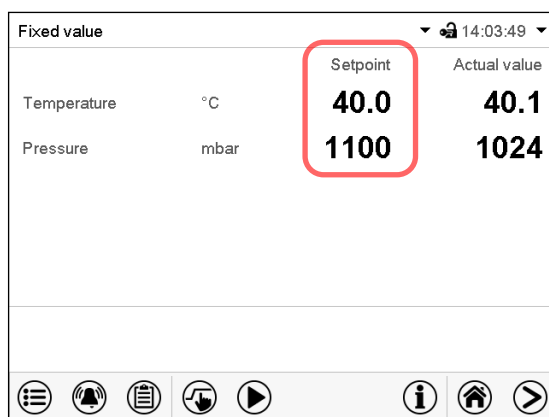 Fixed value 14:03:49
Setpoint Actual value
Temperature °C 40.0 40.1
Pressure mbar 1100 1024